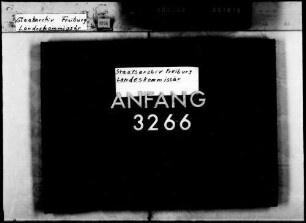 Staatsarchiv Freiburg
Landeskommissär
Staatsarchiv Freiburg
Landeskommissär
ANFANG
3266